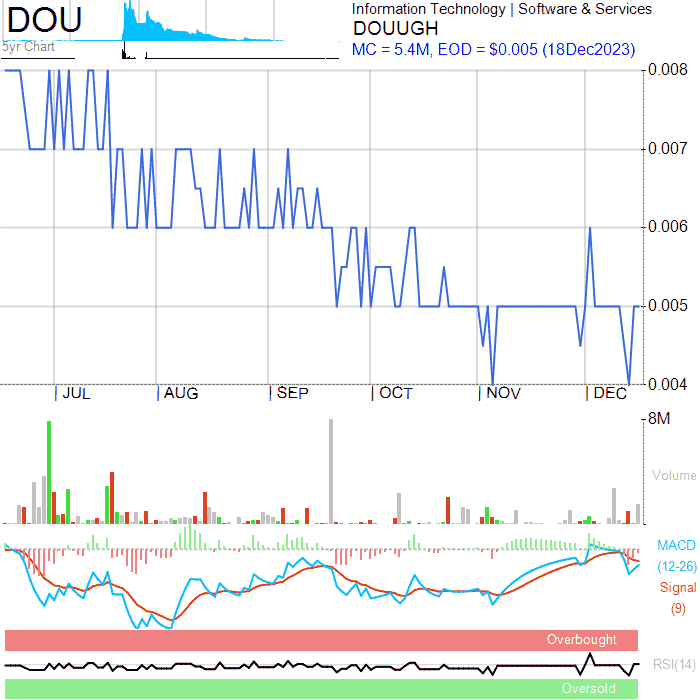 DOU
5yr Chart
Information Technology | Software & Services
DOUUGH
MC = 5.4M, EOD = $0.005 (18Dec2023)
0.008
0.007
0.006
0.005
0.004
| JUL | AUG | SEP | OCT | NOV | DEC
8M
Volume
MACD
(12-26)
Signal
(9)
Overbought
RSI(14)
Oversold